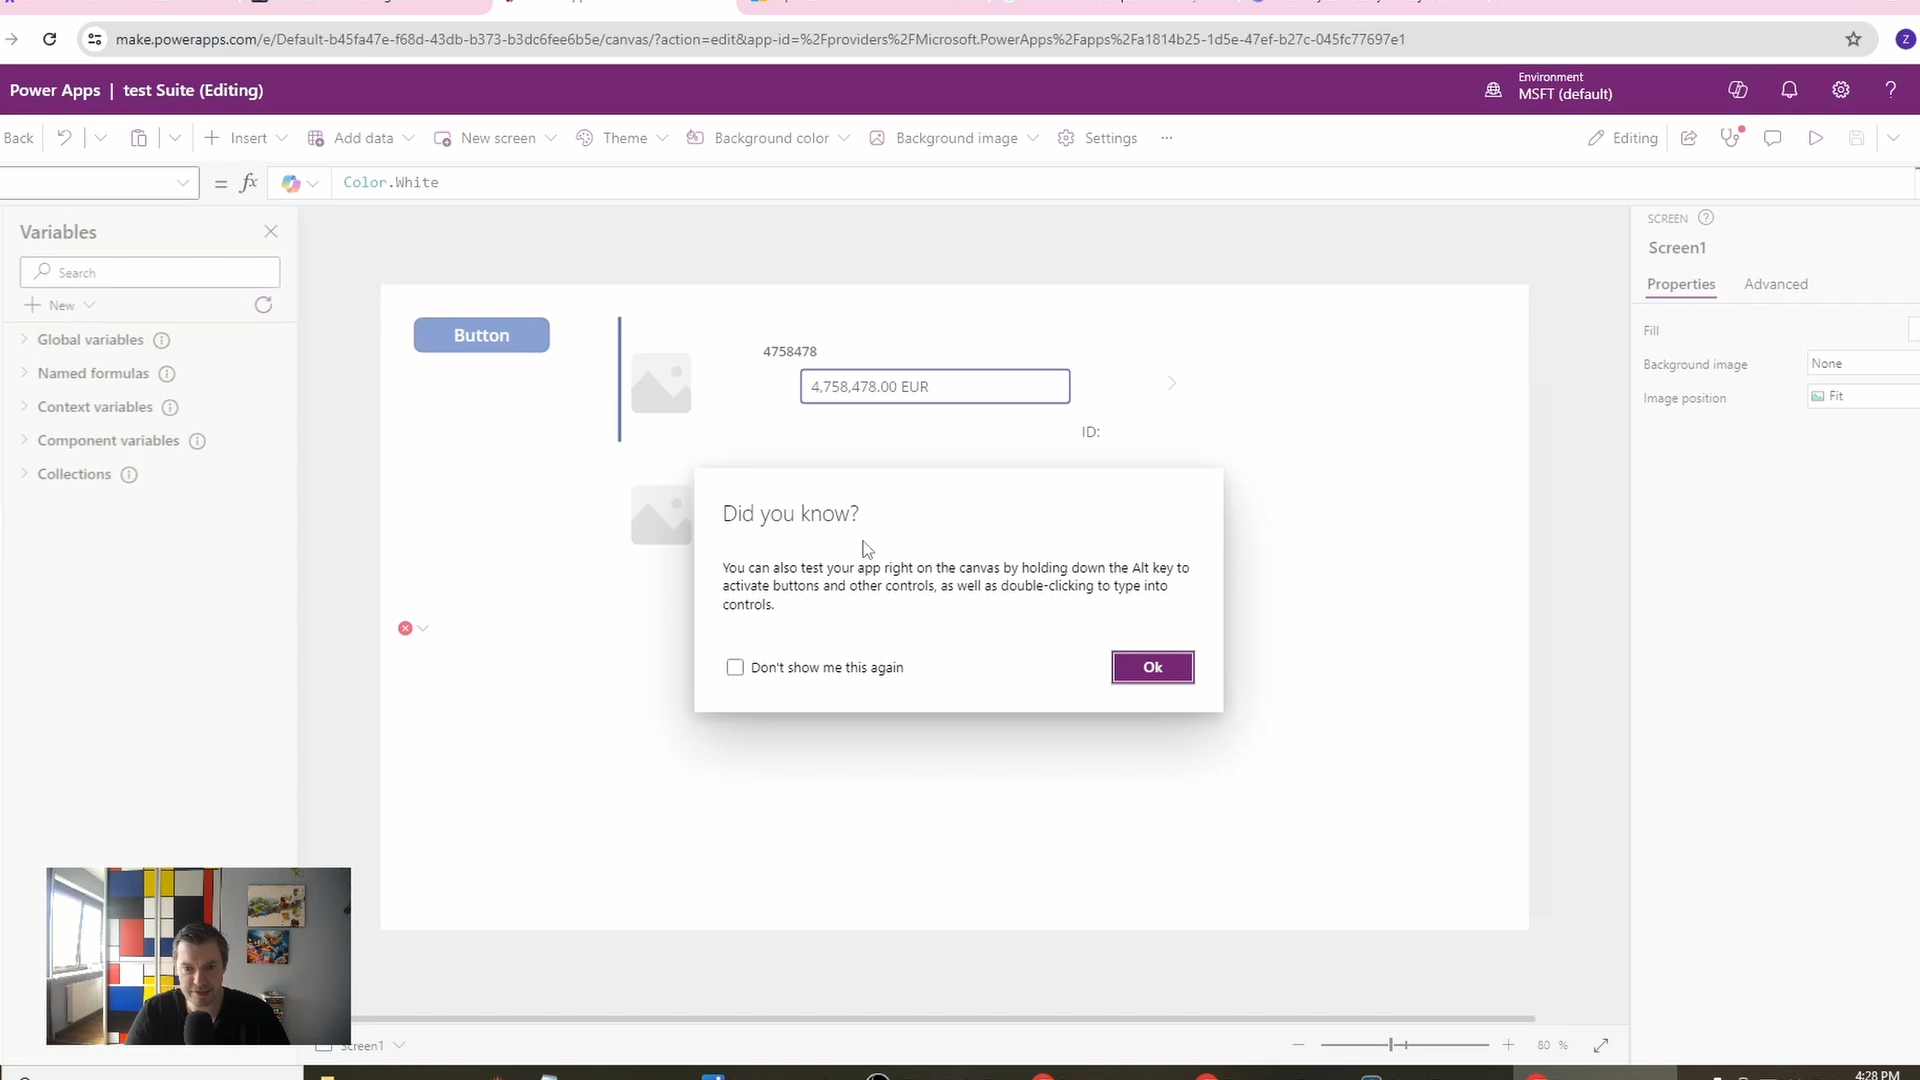 make.powerapps.com/e/Default-b45fa47e-f68d-43db-b373-b3dc6fee6b5e/canvas/?action=edit&app-id=%2Fproviders%2FMicrosoft.PowerApps%2Fapps%2Fa1814b25-1d5e-47ef-b27c-045fc77697e1
Z
Power Apps | test Suite (Editing)
Environment
MSFT (default)
Back
Insert
Add data
New screen
Theme
Background color
Background image
Settings
Editing
= fx
Color.White
Variables
Search
New
Global variables
Named formulas
Context variables
Component variables
Collections
Button
4758478
4,758,478.00 EUR
ID:
Did you know?
You can also test your app right on the canvas by holding down the Alt key to
activate buttons and other controls, as well as double-clicking to type into
controls.
Don't show me this again
Ok
SCREEN
Screen1
Properties
Advanced
Fill
Background image
None
Image position
Fit
Screen1
80 %
4:28 PM